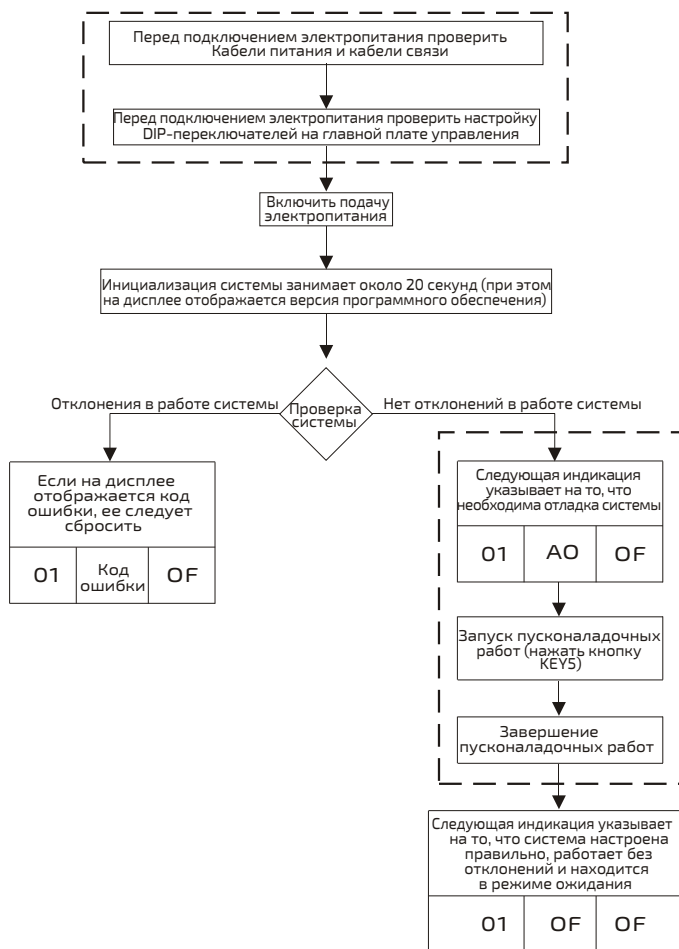 Перед подключением электропитания проверить
Кабели питания и кабели связи
Перед подключением электропитания проверить настройку
DIP-переключателей на главной плате управления
Включить подачу
электропитания
Инициализация системы занимает около 20 секунд (при этом
на дисплее отображается версия программного обеспечения)
Отклонения в работе системы
Проверка
системы
Нет отклонений в работе системы
Если на дисплее
отображается код
ошибки, ее следует
сбросить
01
Код
ошибки
OF
Следующая индикация
указывает на то, что
необходима отладка системы
01
AO
OF
Запуск пусконаладочных
работ (нажать кнопку
KEY5)
Завершение
пусконаладочных работ
Следующая индикация указывает
на то, что система настроена
правильно, работает без
отклонений и находится
в режиме ожидания
01
OF
OF